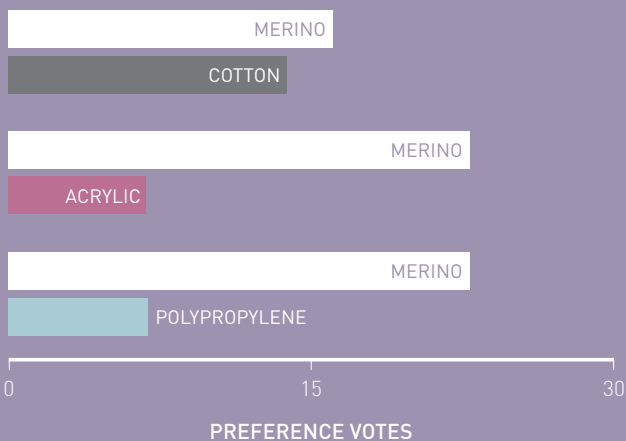 MERINO
COTTON
MERINO
ACRYLIC
MERINO
POLYPROPYLENE
0 15 30
PREFERENCE VOTES